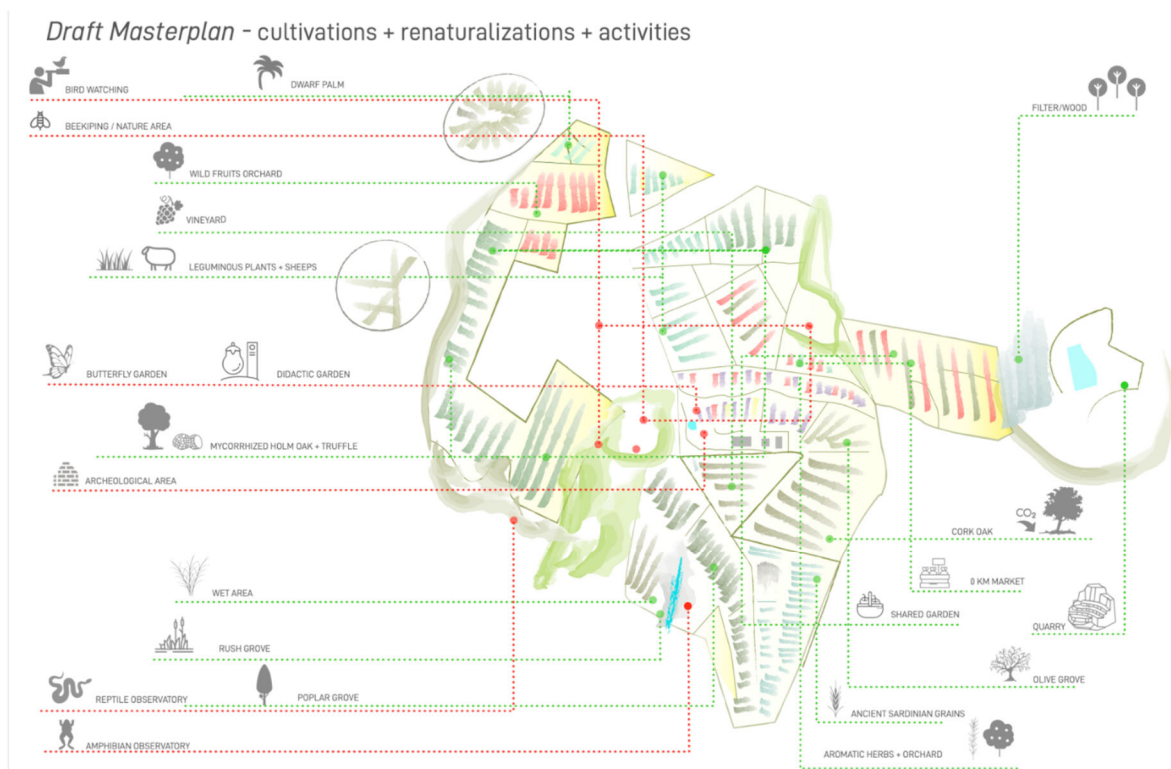 Draft Masterplan - cultivations + renaturalizations + activities
BIRD WATCHING
DWARF PALM
FILTER/WOOD
BEEKIPING / NATURE AREA
WILD FRUITS ORCHARD
VINEYARD
LEGUMINOUS PLANTS + SHEEPS
BUTTERFLY GARDEN
DIDACTIC GARDEN
MYCORRHIZED HOLM OAK + TRUFFLE
ARCHEOLOGICAL AREA
CO₂
CORK OAK
WET AREA
0 KM MARKET
SHARED GARDEN
QUARRY
RUSH GROVE
OLIVE GROVE
REPTILE OBSERVATORY
POPLAR GROVE
ANCIENT SARDINIAN GRAINS
AMPHIBIAN OBSERVATORY
AROMATIC HERBS + ORCHARD